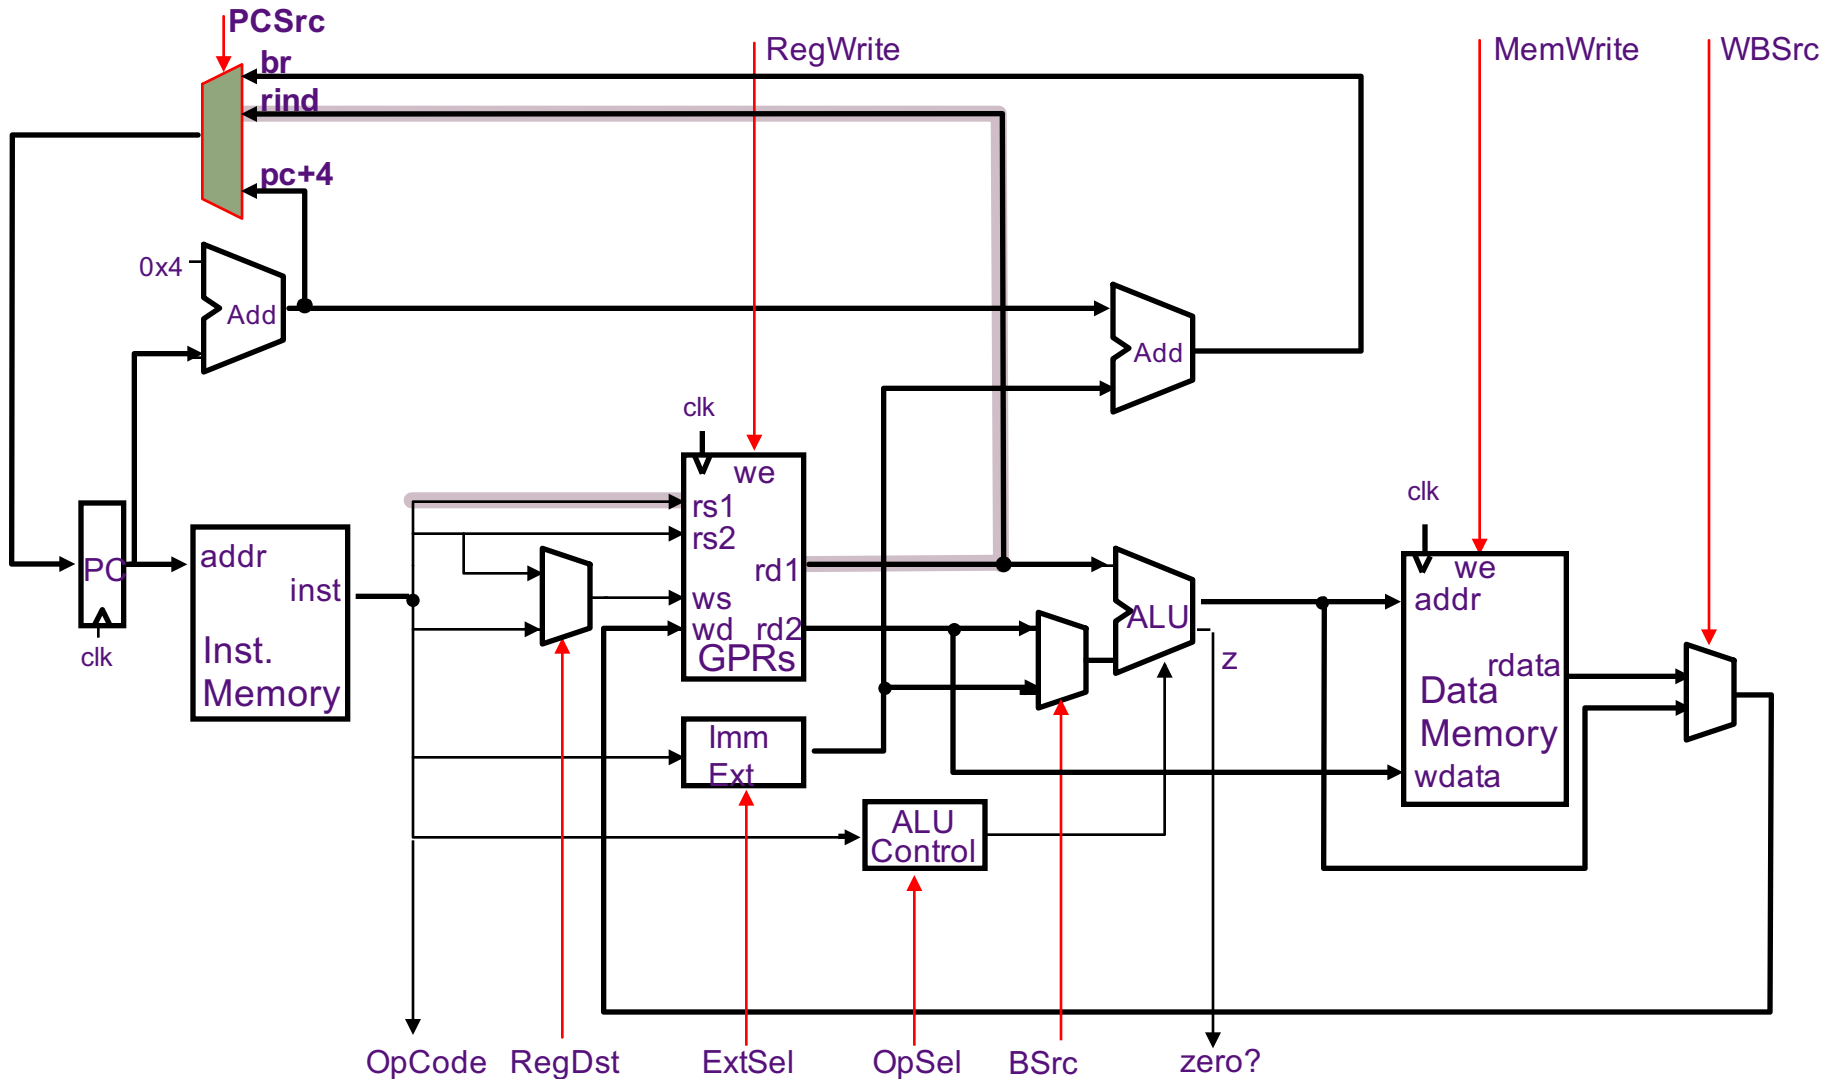 PCSrc
br
RegWrite
MemWrite
WBSrc
rind
pc+4
0x4
Add
Add
clk
we
rs1
rs2
rd1
ws
wd
rd2
GPRs
PC
clk
addr
inst
Inst.
Memory
Imm
Ext
ALU
Control
ALU
z
clk
we
addr
rdata
Data
Memory
wdata
OpCode
RegDst
ExtSel
OpSel
BSrc
zero?